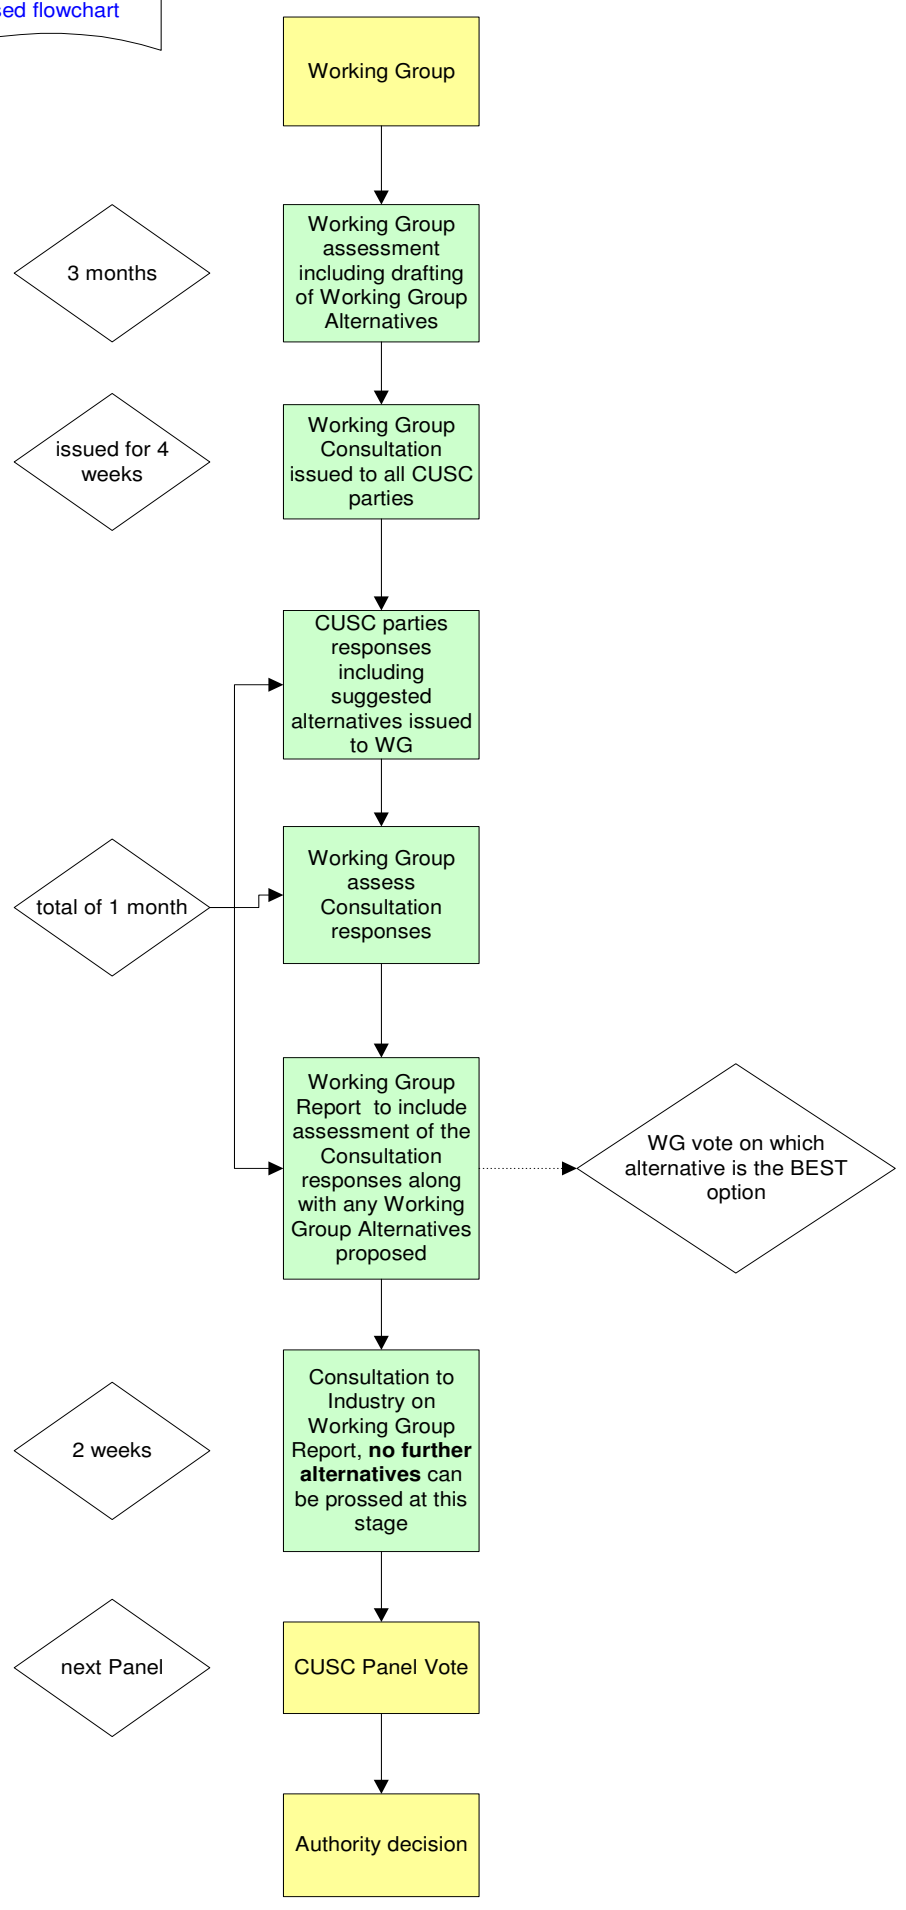 flowchart
Working Group
Working Group
assessment
including drafting
of Working Group
Alternatives
3 months
Working Group
Consultation
issued to all CUSC
parties
issued for 4
weeks
CUSC parties
responses
including
suggested
alternatives issued
to WG
Working Group
assess
Consultation
responses
total of 1 month
Working Group
Report to include
assessment of the
Consultation
responses along
with any Working
Group Alternatives
proposed
WG vote on which
alternative is the BEST
option
Consultation to
Industry on
Working Group
Report, no further
alternatives can
be prossed at this
stage
2 weeks
CUSC Panel Vote
next Panel
Authority decision